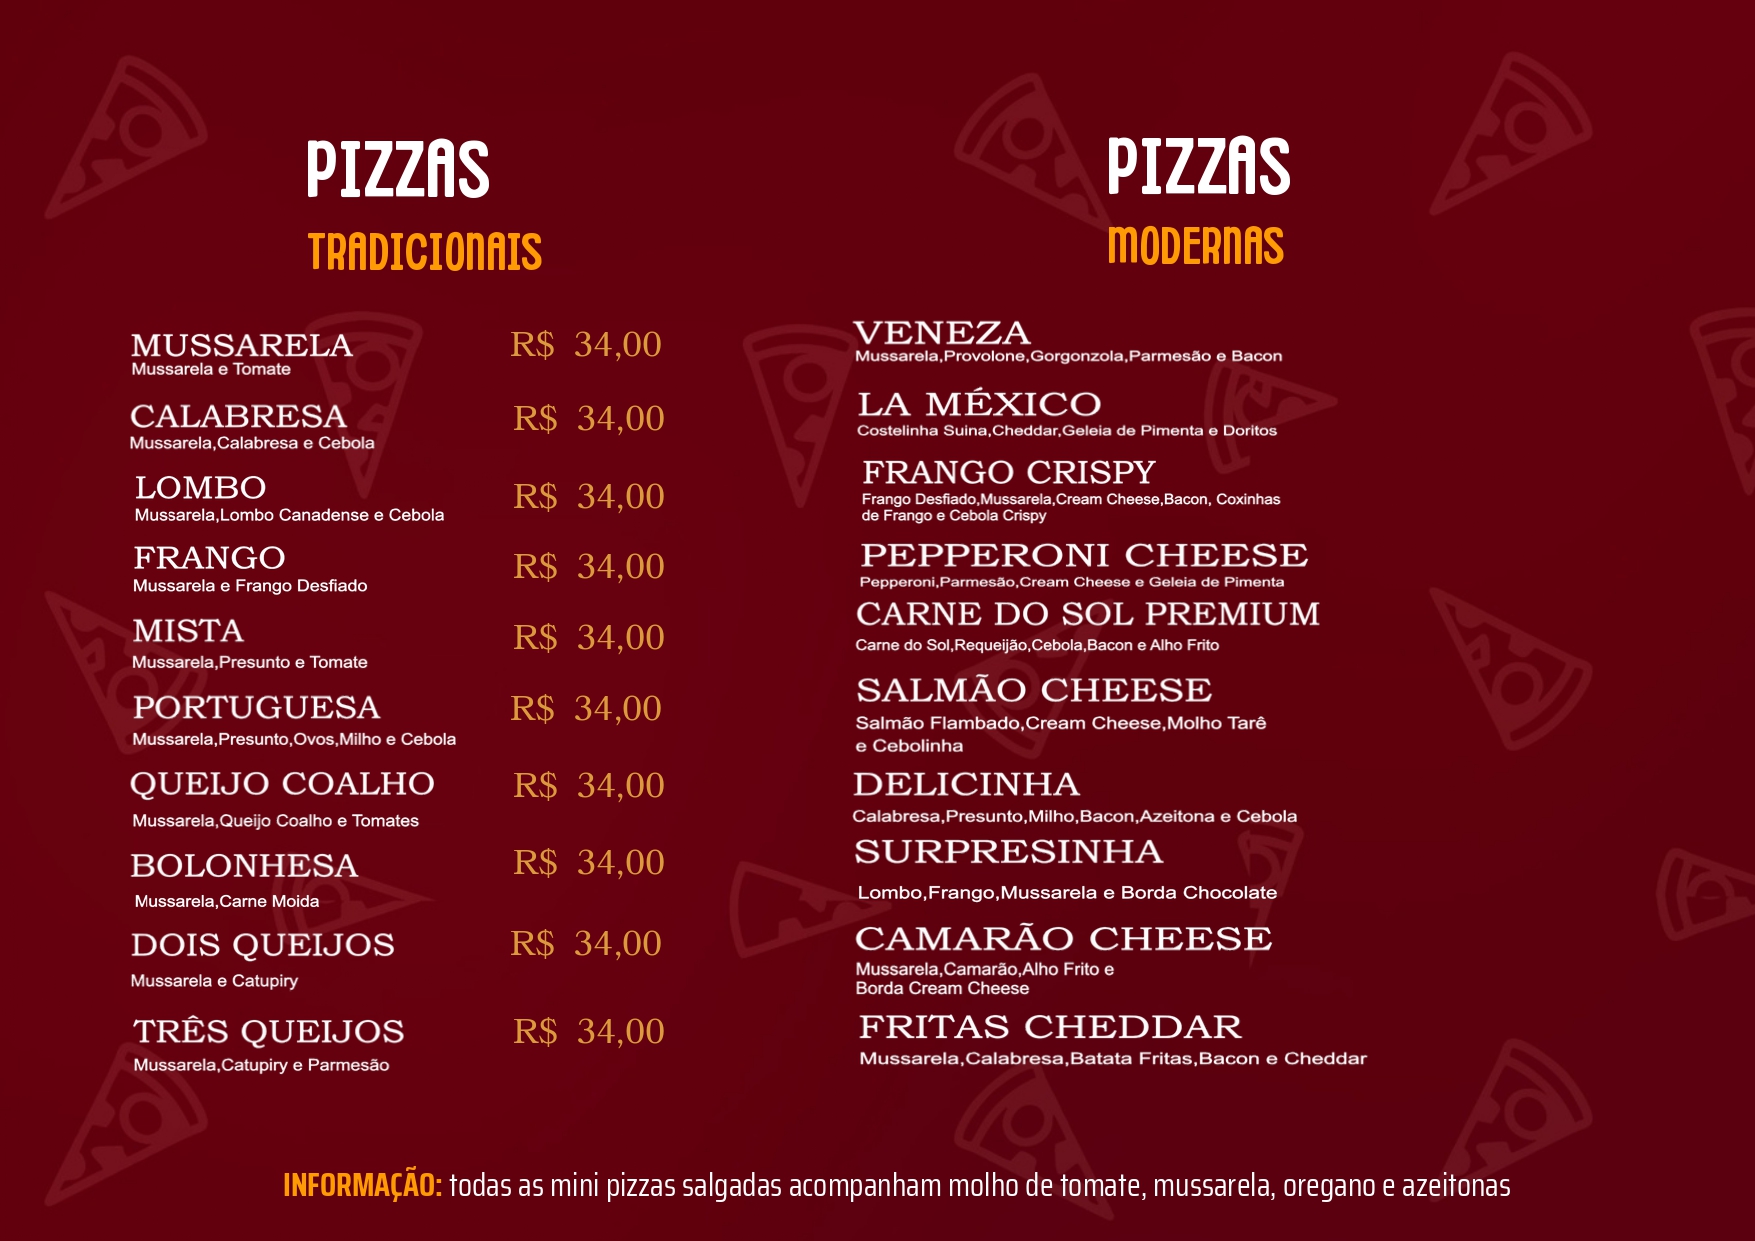 PIZZAS
TRADICIONAIS
MUSSARELA R$ 34,00
Mussarela e Tomate
CALABRESA R$ 34,00
Mussarela,Calabresa e Cebola
LOMBO R$ 34,00
Mussarela,Lombo Canadense e Cebola
FRANGO R$ 34,00
Mussarela e Frango Desfiado
MISTA R$ 34,00
Mussarela,Presunto e Tomate
PORTUGUESA R$ 34,00
Mussarela,Presunto,Ovos,Milho e Cebola
QUEIJO COALHO R$ 34,00
Mussarela,Queijo Coalho e Tomates
BOLONHESA R$ 34,00
Mussarela,Carne Moida
DOIS QUEIJOS R$ 34,00
Mussarela e Catupiry
TRÊS QUEIJOS R$ 34,00
Mussarela,Catupiry e Parmesão
PIZZAS
MODERNAS
VENEZA
Mussarela,Provolone,Gorgonzola,Parmesão e Bacon
LA MÉXICO
Costelinha Suina,Cheddar,Geleia de Pimenta e Doritos
FRANGO CRISPY
Frango Desfiado,Mussarela,Cream Cheese,Bacon, Coxinhas
de Frango e Cebola Crispy
PEPPERONI CHEESE
Pepperoni,Parmesão,Cream Cheese e Geleia de Pimenta
CARNE DO SOL PREMIUM
Carne do Sol,Requeijão,Cebola,Bacon e Alho Frito
SALMÃO CHEESE
Salmão Flambado,Cream Cheese,Molho Tarê
e Cebolinha
DELICINHA
Calabresa,Presunto,Milho,Bacon,Azeitona e Cebola
SURPRESINHA
Lombo,Frango,Mussarela e Borda Chocolate
CAMARÃO CHEESE
Mussarela,Camarão,Alho Frito e
Borda Cream Cheese
FRITAS CHEDDAR
Mussarela,Calabresa,Batata Fritas,Bacon e Cheddar
INFORMAÇÃO: todas as mini pizzas salgadas acompanham molho de tomate, mussarela, oregano e azeitonas